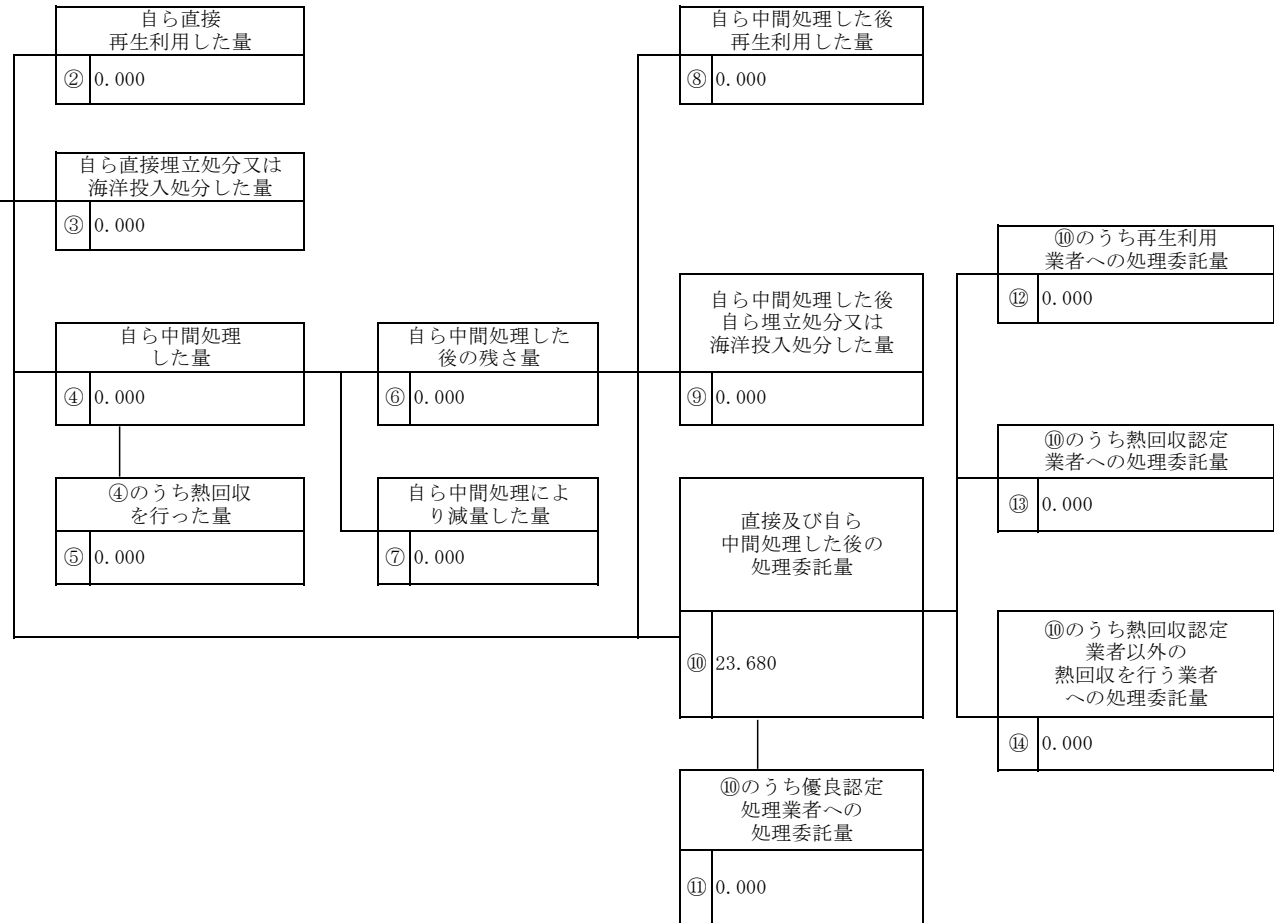 自ら直接
再生利用した量
② 0.000
自ら中間処理した後
再生利用した量
⑧ 0.000
自ら直接埋立処分又は
海洋投入処分した量
③ 0.000
⑩のうち再生利用
業者への処理委託量
⑫ 0.000
自ら中間処理
した量
④ 0.000
自ら中間処理した
後の残さ量
⑥ 0.000
自ら中間処理した後
自ら埋立処分又は
海洋投入処分した量
⑨ 0.000
⑩のうち熱回収認定
業者への処理委託量
⑬ 0.000
④のうち熱回収
を行った量
⑤ 0.000
自ら中間処理によ
り減量した量
⑦ 0.000
直接及び自ら
中間処理した後の
処理委託量
⑩ 23.680
⑩のうち熱回収認定
業者以外の
熱回収を行う業者
への処理委託量
⑭ 0.000
⑩のうち優良認定
処理業者への
処理委託量
⑪ 0.000